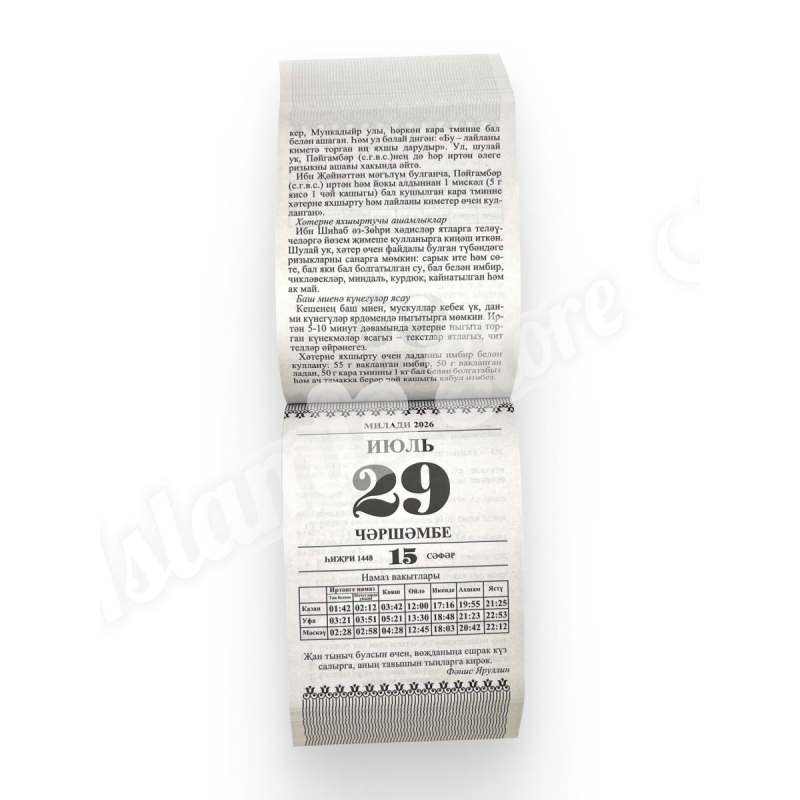 кер, Мункадыйр улы, һәркөн кара тминне бал
белән ашаган. Һәм ул болай дигән: «Бу – лайланы
киметә торган иң яхшы дарудыр». Ул, шулай
ук, Пәйгамбәр (с.г.в.с.)нең дә һәр иртән әлеге
ризыкны ашавы хакында әйтә.
Ибн Җөйнәттән мәгълүм булганча, Пәйгамбәр
(с.г.в.с.) иртән һәм йокы алдыннан 1 мискәл (5 г
янсә 1 чәй кашыгы) бал кушылган кара тминне
хәтерне яхшырту һәм лайланы киметер өчен кул-
ланган».
Хәтерне яхшыртучы ашамлыклар
Ибн Шиһаб әз-Зөһри хәдисләр ятларга теләү-
челәргә йөзем җимеше кулланырга киңәш иткән.
Шулай ук, хәтер өчен файдалы булган түбәндәге
ризыкларны санарга мөмкин: сарык ите һәм сө-
те, бал яки бал болгатылган су, бал белән имбир,
чикләвекләр, миндаль, курдюк, кайнатылган һәм
ак май.
Баш миенә күнегүләр ясау
Кешенең баш миен, мускуллар кебек үк, даи-
ми күнегүләр ярдәмендә ныгытырга мөмкин. Ир-
тән 5-10 минут дәвамында хәтерне ныгыта тор-
ган күнекмәләр ясагыз – текстлар ятлагыз, чит
телләр өйрәнегез.
Хәтерне яхшырту өчен ладанны имбир белән
куллану: 55 г вакланган имбир, 50 г вакланган
ладан, 50 г кара тминны 1 кг бал белән болгатабыз
һәм ач тамакка берәр чәй кашыгы кабул итәбез.
МИЛАДИ 2026
ИЮЛЬ
29
ЧӘРШӘМБЕ
ҺИҖРИ 1448 15 СӘФӘР
Намаз вакытлары
Иртәнге намаз Кояш Өйлә Икенде Ахшам Ястү
Казан 01:42 02:12 03:42 12:00 17:16 19:55 21:25
Уфа 03:21 03:51 05:21 13:30 18:48 21:23 22:53
Мәскәү 02:28 02:58 04:28 12:45 18:03 20:42 22:12
Җан тыныч булсын өчен, вөҗданыңа ешрак күз
салырга, аның тавышын тыңларга кирәк.
Фәнис Яруллин
Islam Store